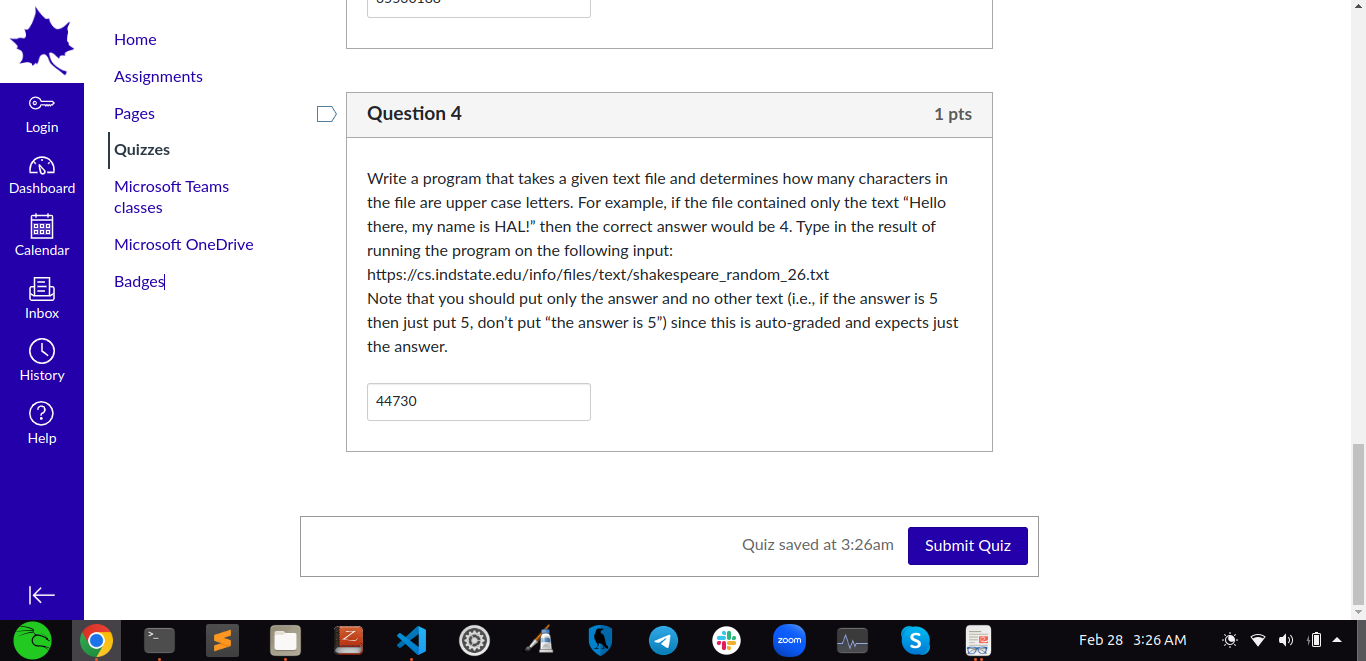 Home
Assignments
Pages
Quizzes
Microsoft Teams
classes
Microsoft OneDrive
Badges
Login
Dashboard
Calendar
Inbox
History
Help
Question 4
1 pts
Write a program that takes a given text file and determines how many characters in
the file are upper case letters. For example, if the file contained only the text “Hello
there, my name is HAL!” then the correct answer would be 4. Type in the result of
running the program on the following input:
https://cs.indstate.edu/info/files/text/shakespeare_random_26.txt
Note that you should put only the answer and no other text (i.e., if the answer is 5
then just put 5, don’t put “the answer is 5”) since this is auto-graded and expects just
the answer.
44730
Quiz saved at 3:26am
Submit Quiz
zoom
Feb 28 3:26 AM